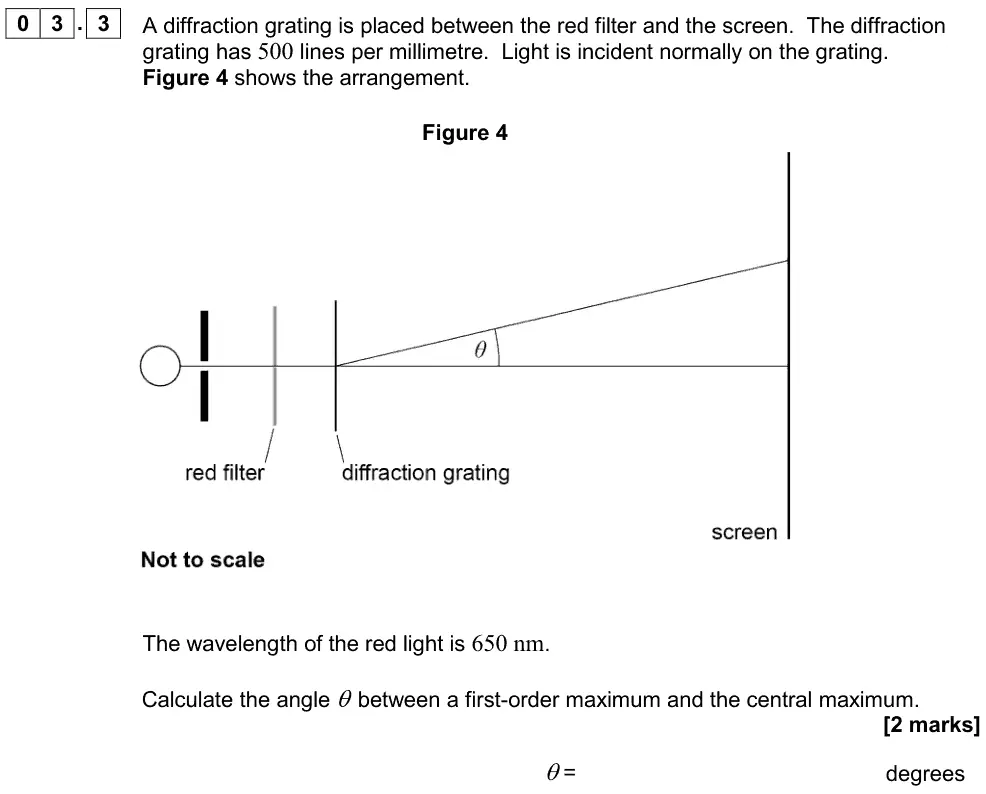 03.3 A diffraction grating is placed between the red filter and the screen. The diffraction
grating has 500 lines per millimetre. Light is incident normally on the grating.
Figure 4 shows the arrangement.
Figure 4
θ
red filter
diffraction grating
screen
Not to scale
The wavelength of the red light is 650 nm.
Calculate the angle θ between a first-order maximum and the central maximum.
[2 marks]
θ = degrees